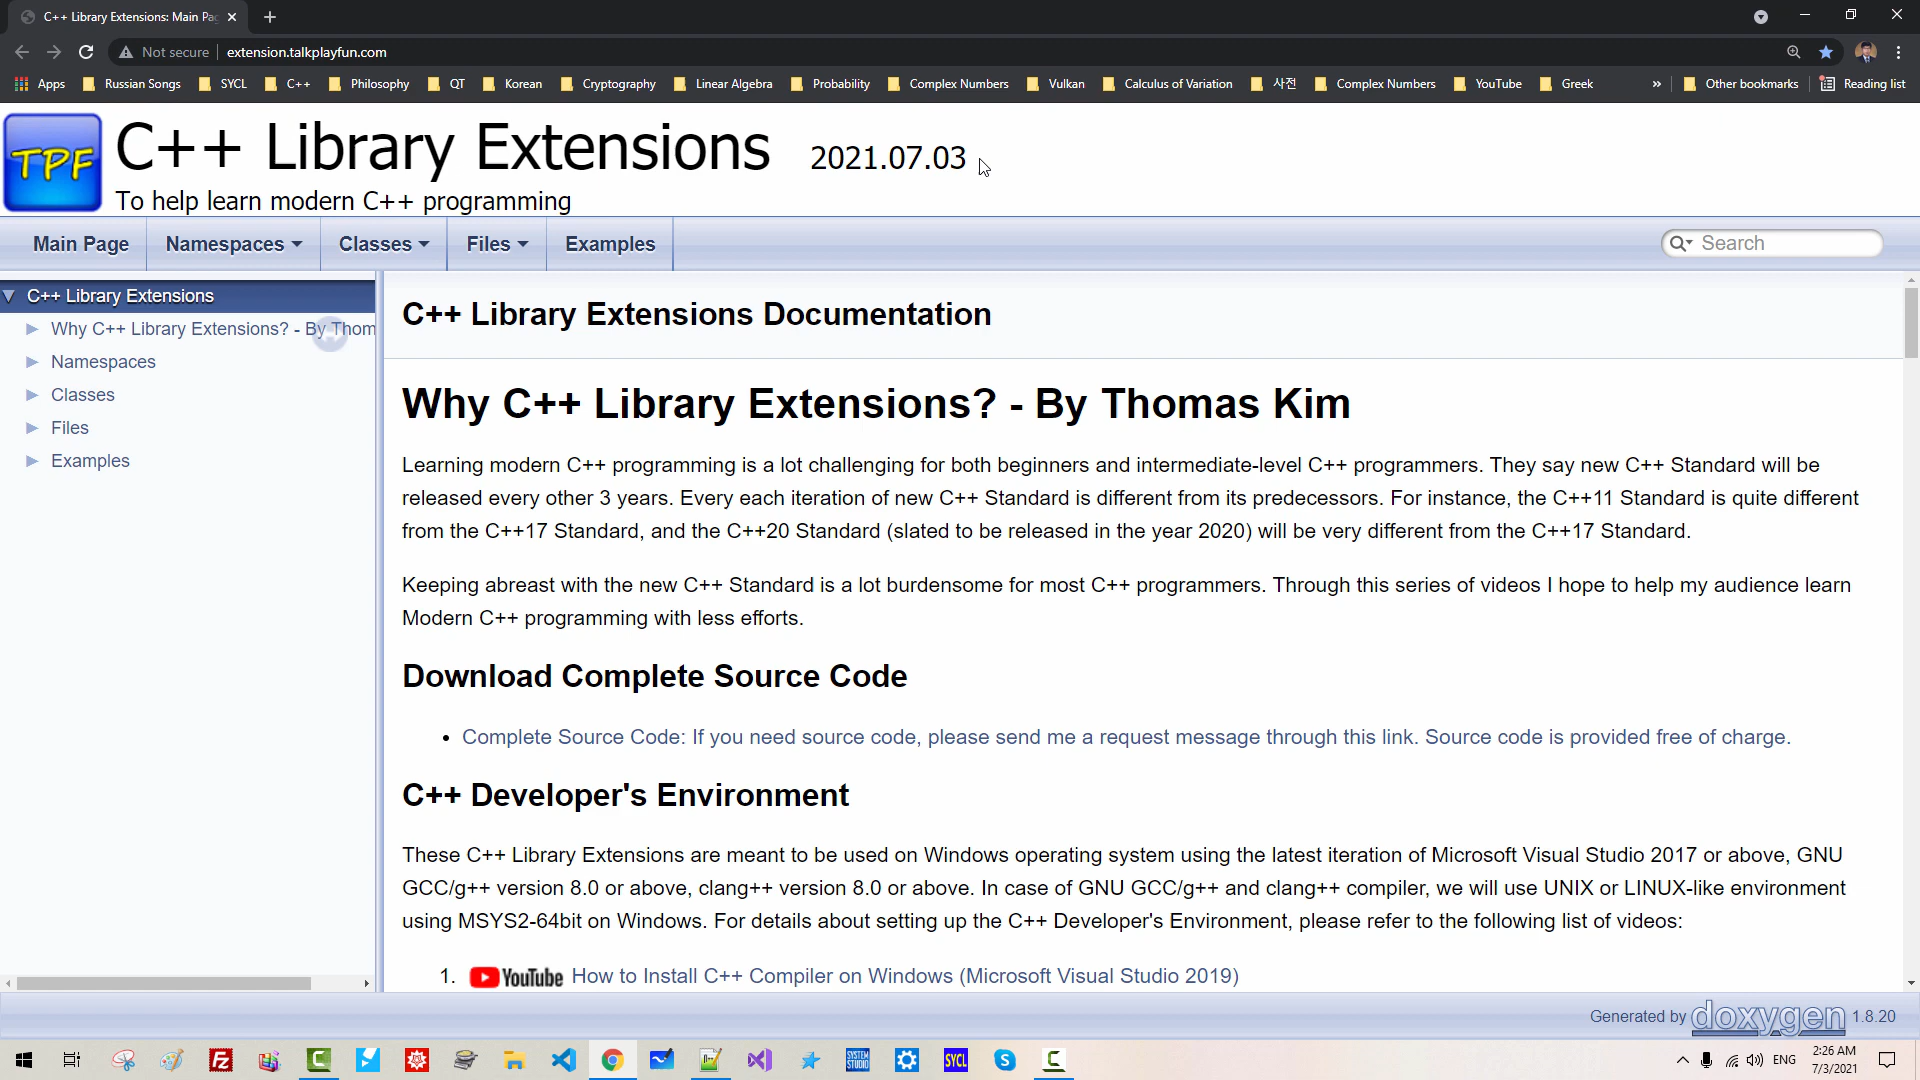 C++ Library Extensions: Main Pa
Not secure
extension.talkplayfun.com
Apps
Russian Songs
SYCL
C++
Philosophy
QT
Korean
Cryptography
Linear Algebra
Probability
Complex Numbers
Vulkan
Calculus of Variation
사전
Complex Numbers
YouTube
Greek
»
Other bookmarks
Reading list
TPF
C++ Library Extensions 2021.07.03
To help learn modern C++ programming
Main Page
Namespaces
Classes
Files
Examples
Search
C++ Library Extensions
Why C++ Library Extensions? - By Thom
Namespaces
Classes
Files
Examples
C++ Library Extensions Documentation
Why C++ Library Extensions? - By Thomas Kim
Learning modern C++ programming is a lot challenging for both beginners and intermediate-level C++ programmers. They say new C++ Standard will be
released every other 3 years. Every each iteration of new C++ Standard is different from its predecessors. For instance, the C++11 Standard is quite different
from the C++17 Standard, and the C++20 Standard (slated to be released in the year 2020) will be very different from the C++17 Standard.
Keeping abreast with the new C++ Standard is a lot burdensome for most C++ programmers. Through this series of videos I hope to help my audience learn
Modern C++ programming with less efforts.
Download Complete Source Code
• Complete Source Code: If you need source code, please send me a request message through this link. Source code is provided free of charge.
C++ Developer's Environment
These C++ Library Extensions are meant to be used on Windows operating system using the latest iteration of Microsoft Visual Studio 2017 or above, GNU
GCC/g++ version 8.0 or above, clang++ version 8.0 or above. In case of GNU GCC/g++ and clang++ compiler, we will use UNIX or LINUX-like environment
using MSYS2-64bit on Windows. For details about setting up the C++ Developer's Environment, please refer to the following list of videos:
1. YouTube How to Install C++ Compiler on Windows (Microsoft Visual Studio 2019)
Generated by doxygen 1.8.20
SYSTEM STUDIO
SYCL
ENG
2:26 AM
7/3/2021